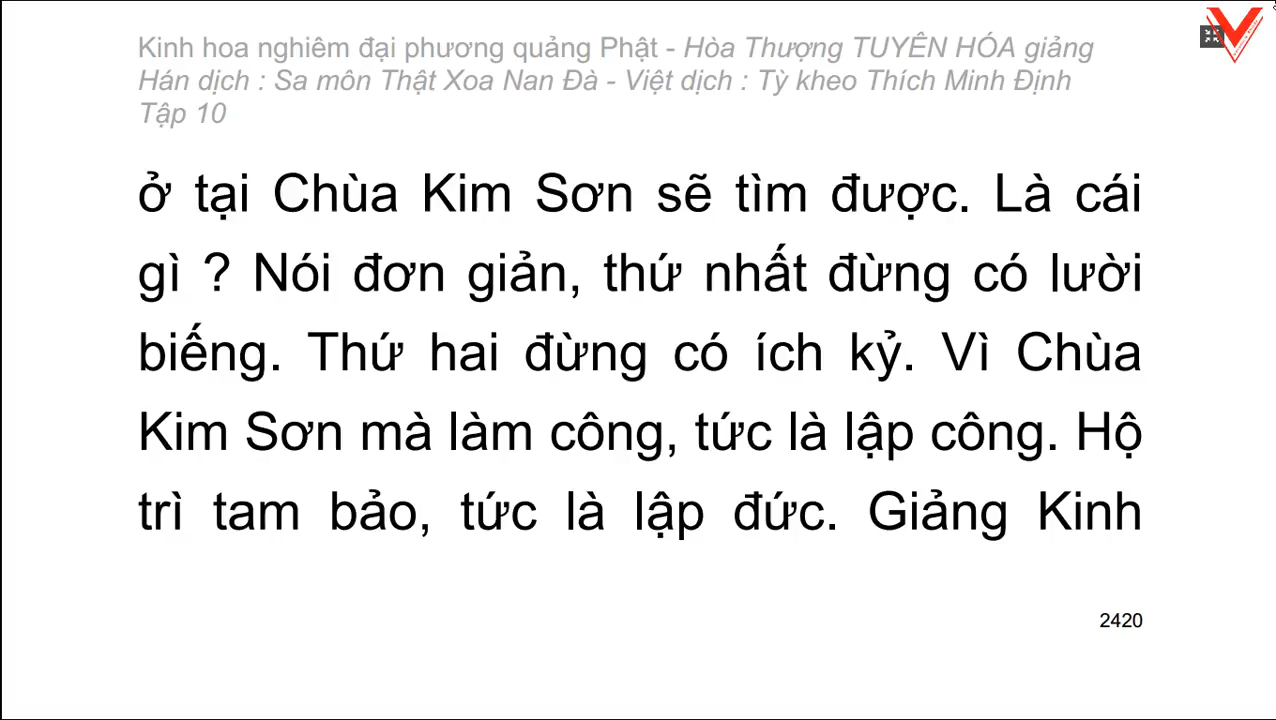 Kinh hoa nghiêm đại phương quảng Phật - Hòa Thượng TUYÊN HÓA giảng
Hán dịch : Sa môn Thật Xoa Nan Đà - Việt dịch : Tỳ kheo Thích Minh Định
Tập 10
ở tại Chùa Kim Sơn sẽ tìm được. Là cái
gì ? Nói đơn giản, thứ nhất đừng có lười
biếng. Thứ hai đừng có ích kỷ. Vì Chùa
Kim Sơn mà làm công, tức là lập công. Hộ
trì tam bảo, tức là lập đức. Giảng Kinh
2420